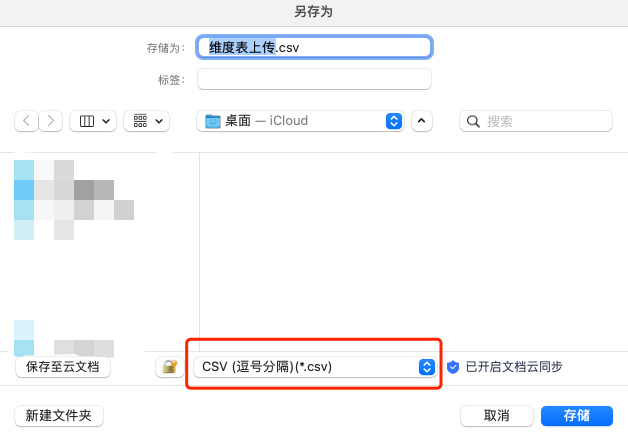 另存为
存储为: 维度表上传.csv
标签:
桌面 — iCloud
搜索
保存至云文档
CSV (逗号分隔)(*.csv)
已开启文档云同步
新建文件夹
取消
存储